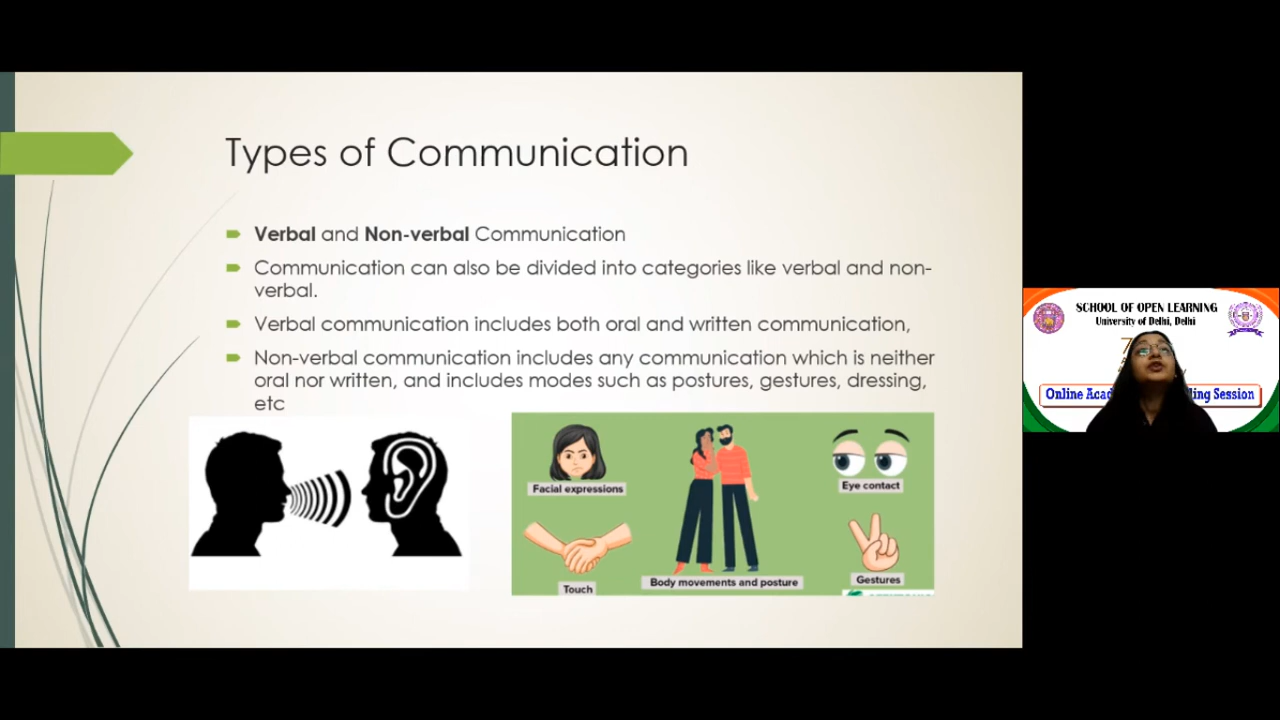 Types of Communication
Verbal and Non-verbal Communication
Communication can also be divided into categories like verbal and non-
verbal.
Verbal communication includes both oral and written communication,
Non-verbal communication includes any communication which is neither
oral nor written, and includes modes such as postures, gestures, dressing,
etc
Facial expressions
Eye contact
Touch
Body movements and posture
Gestures
SCHOOL OF OPEN LEARNING
University of Delhi, Delhi
Online
Session